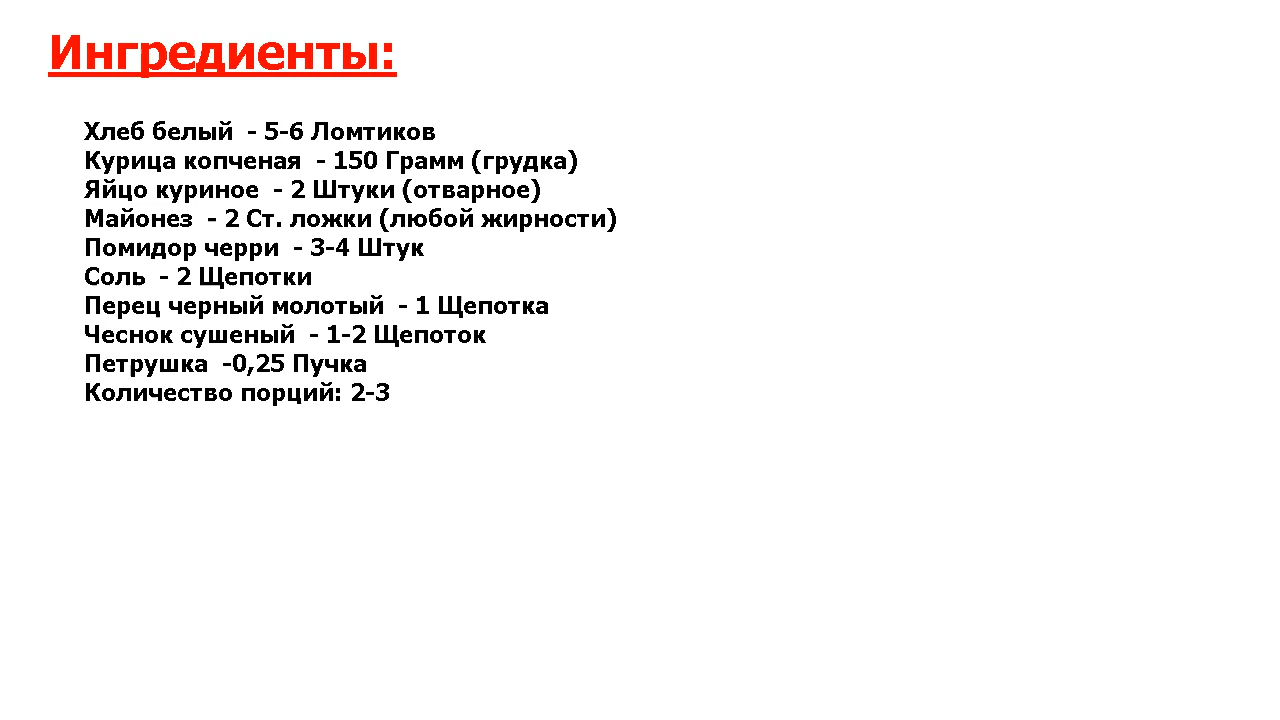 Ингредиенты:
Хлеб белый  - 5-6 Ломтиков
Курица копченая  - 150 Грамм (грудка)
Яйцо куриное  - 2 Штуки (отварное)
Майонез  - 2 Ст. ложки (любой жирности)
Помидор черри  - 3-4 Штук
Соль  - 2 Щепотки
Перец черный молотый  - 1 Щепотка
Чеснок сушеный  - 1-2 Щепоток
Петрушка  -0,25 Пучка
Количество порций: 2-3